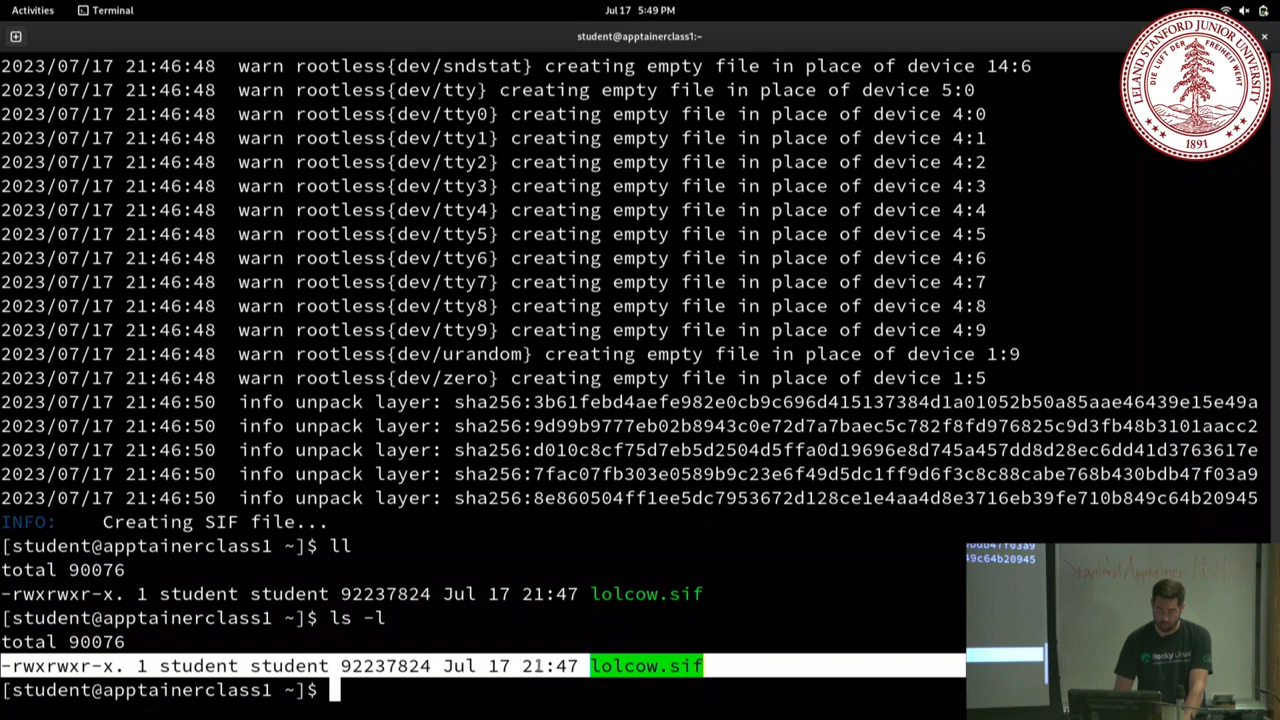 Activities Terminal Jul 17 5:49 PM
student@apptainerclass1:~
2023/07/17 21:46:48  warn rootless{dev/sndstat} creating empty file in place of device 14:6
2023/07/17 21:46:48  warn rootless{dev/tty} creating empty file in place of device 5:0
2023/07/17 21:46:48  warn rootless{dev/tty0} creating empty file in place of device 4:0
2023/07/17 21:46:48  warn rootless{dev/tty1} creating empty file in place of device 4:1
2023/07/17 21:46:48  warn rootless{dev/tty2} creating empty file in place of device 4:2
2023/07/17 21:46:48  warn rootless{dev/tty3} creating empty file in place of device 4:3
2023/07/17 21:46:48  warn rootless{dev/tty4} creating empty file in place of device 4:4
2023/07/17 21:46:48  warn rootless{dev/tty5} creating empty file in place of device 4:5
2023/07/17 21:46:48  warn rootless{dev/tty6} creating empty file in place of device 4:6
2023/07/17 21:46:48  warn rootless{dev/tty7} creating empty file in place of device 4:7
2023/07/17 21:46:48  warn rootless{dev/tty8} creating empty file in place of device 4:8
2023/07/17 21:46:48  warn rootless{dev/tty9} creating empty file in place of device 4:9
2023/07/17 21:46:48  warn rootless{dev/urandom} creating empty file in place of device 1:9
2023/07/17 21:46:48  warn rootless{dev/zero} creating empty file in place of device 1:5
2023/07/17 21:46:50  info unpack layer: sha256:3b61febd4aefe982e0cb9c696d415137384d1a01052b50a85aae46439e15e49a
2023/07/17 21:46:50  info unpack layer: sha256:9d99b9777eb02b8943c0e72d7a7baec5c782f8fd976825c9d3fb48b3101aacc2
2023/07/17 21:46:50  info unpack layer: sha256:d010c8cf75d7eb5d2504d5ffa0d19696e8d745a457dd8d28ec6dd41d3763617e
2023/07/17 21:46:50  info unpack layer: sha256:7fac07fb303e0589b9c23e6f49d5dc1ff9d6f3c8c88cabe768b430bdb47f03a9
2023/07/17 21:46:50  info unpack layer: sha256:8e860504ff1ee5dc7953672d128ce1e4aa4d8e3716eb39fe710b849c64b20945
INFO:    Creating SIF file...
[student@apptainerclass1 ~]$ ll
total 90076
-rwxrwxr-x. 1 student student 92237824 Jul 17 21:47 lolcow.sif
[student@apptainerclass1 ~]$ ls -l
total 90076
-rwxrwxr-x. 1 student student 92237824 Jul 17 21:47 lolcow.sif
[student@apptainerclass1 ~]$
LELAND STANFORD JUNIOR UNIVERSITY
DIE LUFT DER FREIHEIT WEHT
1891
49c64b20945
Stanford Apptainer
Rocky Linux